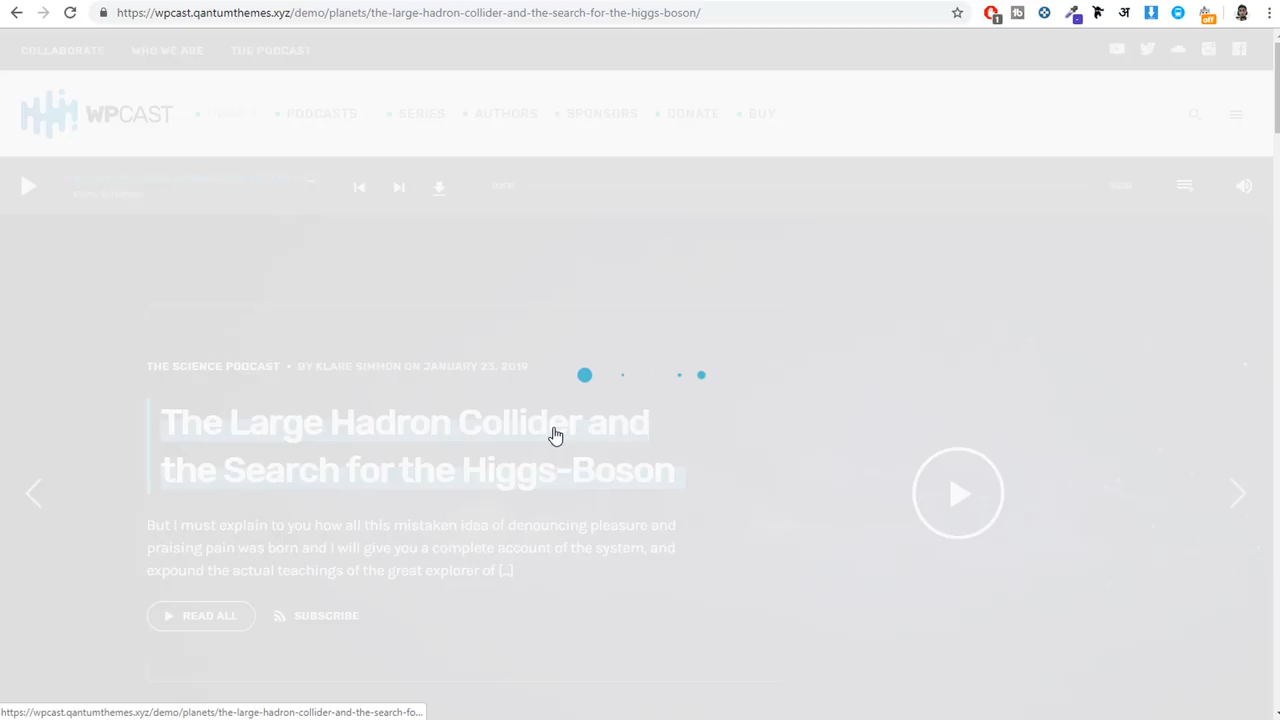 https://wpcast.qantumthemes.xyz/demo/planets/the-large-hadron-collider-and-the-search-for-the-higgs-boson/
1
अ
off
COLLABORATE WHO WE ARE THE PODCAST
WPCAST
PODCASTS SERIES AUTHORS SPONSORS DONATE BUY
THE SCIENCE PODCAST • BY KLARE SIMMON ON JANUARY 23, 2019
The Large Hadron Collider and
the Search for the Higgs-Boson
But I must explain to you how all this mistaken idea of denouncing pleasure and
praising pain was born and I will give you a complete account of the system, and
expound the actual teachings of the great explorer of [...]
READ ALL SUBSCRIBE
https://wpcast.qantumthemes.xyz/demo/planets/the-large-hadron-collider-and-the-search-fo...